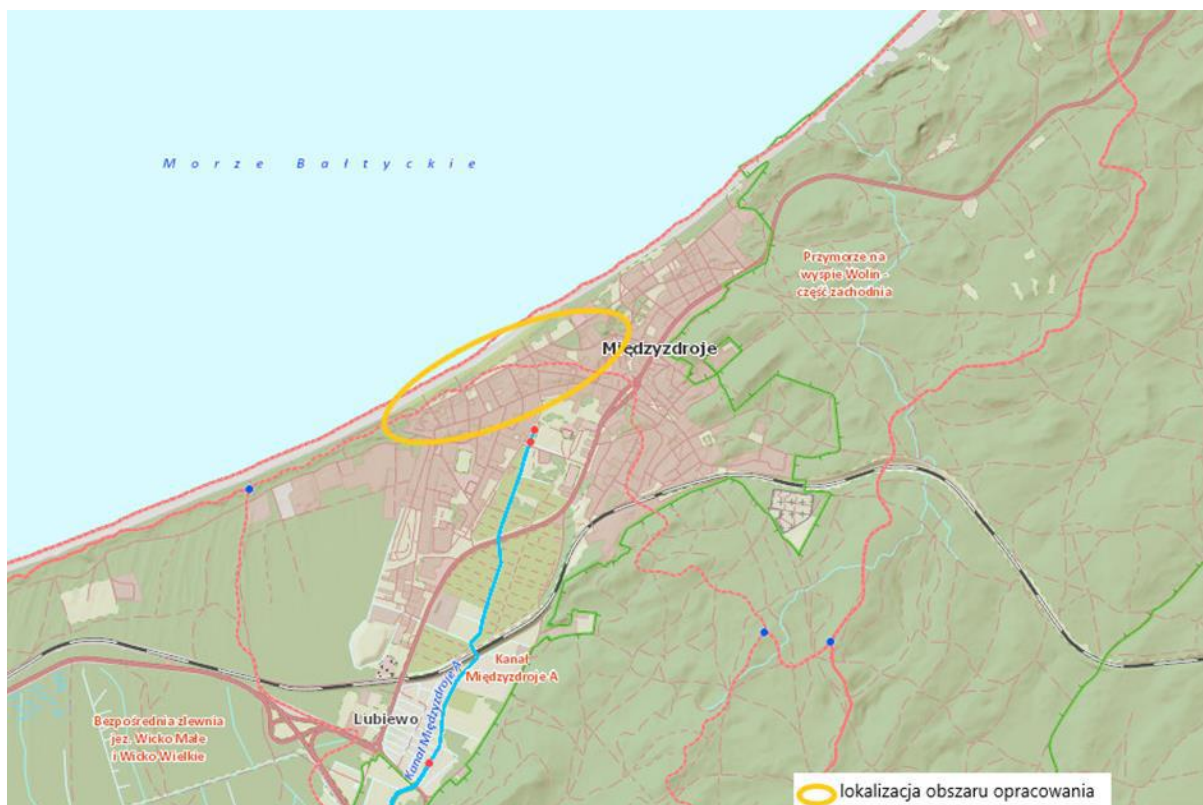 Morze Bałtyckie
Przymorze na
wyspie Wolin -
część zachodnia
Międzyzdroje
Kanał
Międzyzdroje A
Kanał Międzyzdroje A
Lubiewo
Bezpośrednia zlewnia
jez. Wicko Małe
i Wicko Wielkie
lokalizacja obszaru opracowania